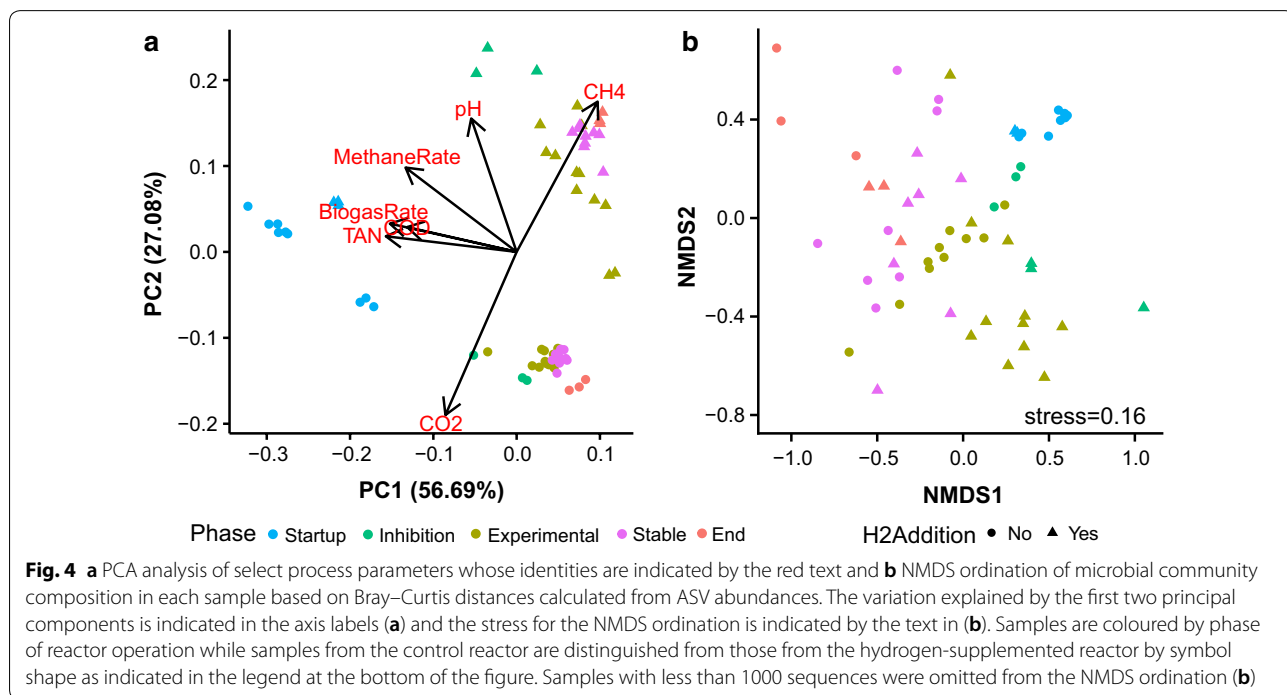 a
b
0.2
0.1
0.0
−0.1
−0.2
PC2 (27.08%)
CH4
pH
MethaneRate
BiogasRate
TAN
CO2
−0.3
−0.2
−0.1
0.0
0.1
PC1 (56.69%)
0.4
0.0
−0.4
−0.8
NMDS2
stress=0.16
−1.0
−0.5
0.0
0.5
1.0
NMDS1
Phase Startup Inhibition Experimental Stable End H2Addition No Yes
Fig. 4 a PCA analysis of select process parameters whose identities are indicated by the red text and b NMDS ordination of microbial community
composition in each sample based on Bray–Curtis distances calculated from ASV abundances. The variation explained by the first two principal
components is indicated in the axis labels (a) and the stress for the NMDS ordination is indicated by the text in (b). Samples are coloured by phase
of reactor operation while samples from the control reactor are distinguished from those from the hydrogen-supplemented reactor by symbol
shape as indicated in the legend at the bottom of the figure. Samples with less than 1000 sequences were omitted from the NMDS ordination (b)